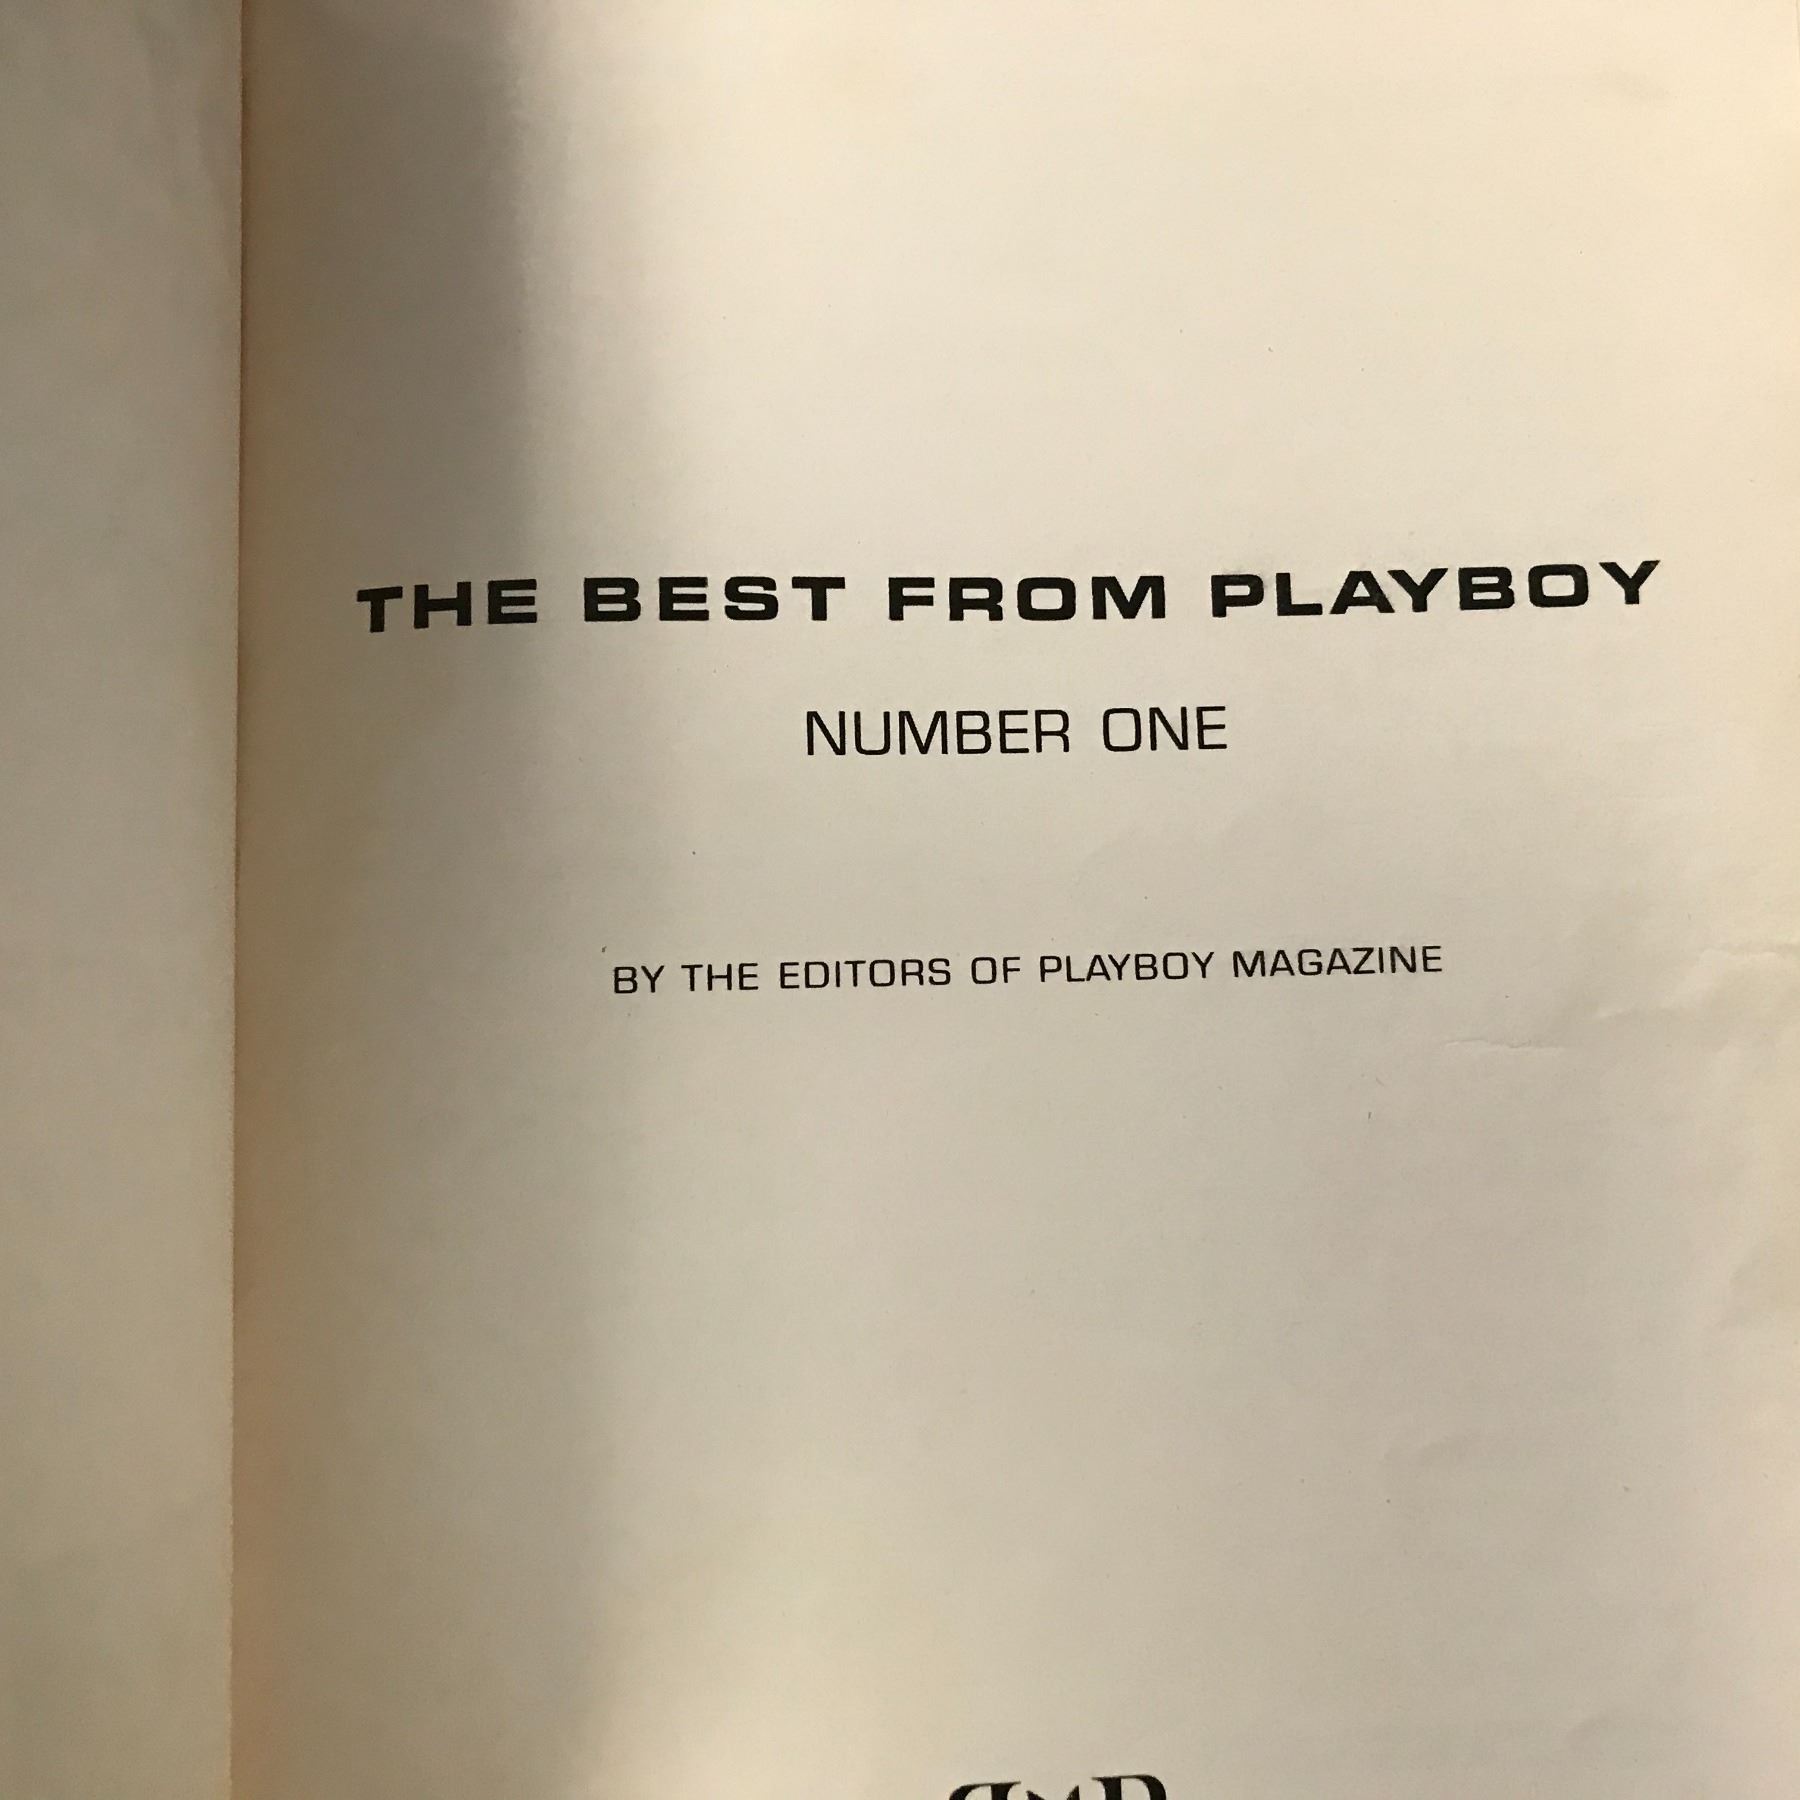 THE BEST FROM PLAYBOY
NUMBER ONE
BY THE EDITORS OF PLAYBOY MAGAZINE